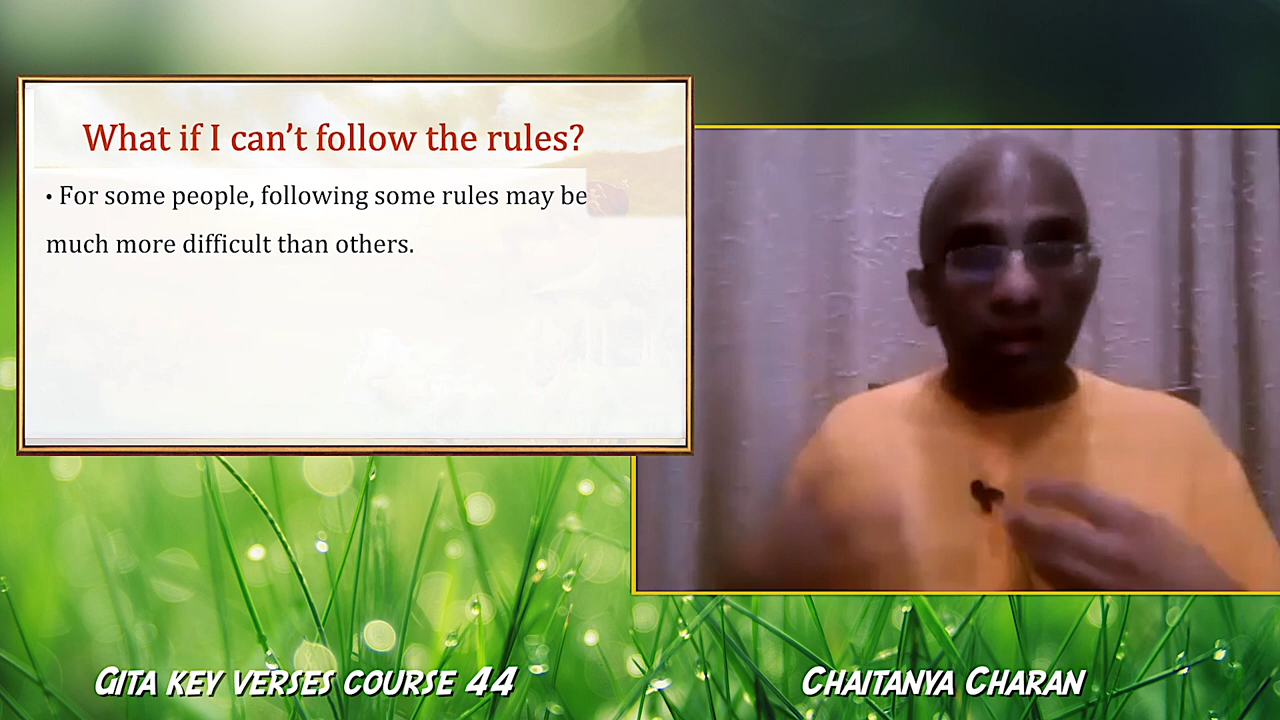 What if I can’t follow the rules?
• For some people, following some rules may be
much more difficult than others.
Gita key verses course 44
Chaitanya Charan